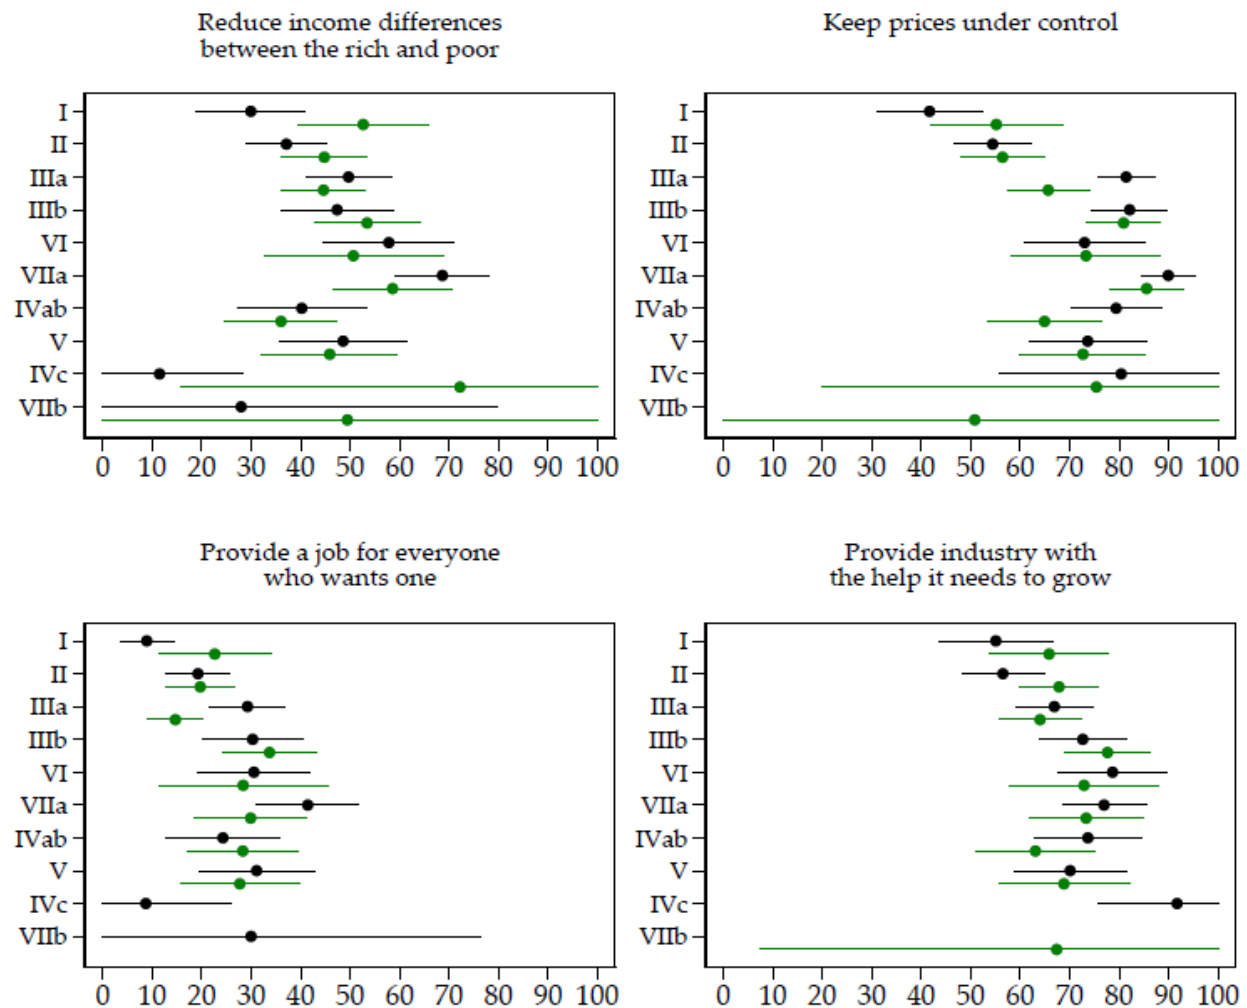 Reduce income differences
between the rich and poor
I
II
IIIa
IIIb
VI
VIIa
IVab
V
IVc
VIIb
0 10 20 30 40 50 60 70 80 90 100
Keep prices under control
I
II
IIIa
IIIb
VI
VIIa
IVab
V
IVc
VIIb
0 10 20 30 40 50 60 70 80 90 100
Provide a job for everyone
who wants one
I
II
IIIa
IIIb
VI
VIIa
IVab
V
IVc
VIIb
0 10 20 30 40 50 60 70 80 90 100
Provide industry with
the help it needs to grow
I
II
IIIa
IIIb
VI
VIIa
IVab
V
IVc
VIIb
0 10 20 30 40 50 60 70 80 90 100